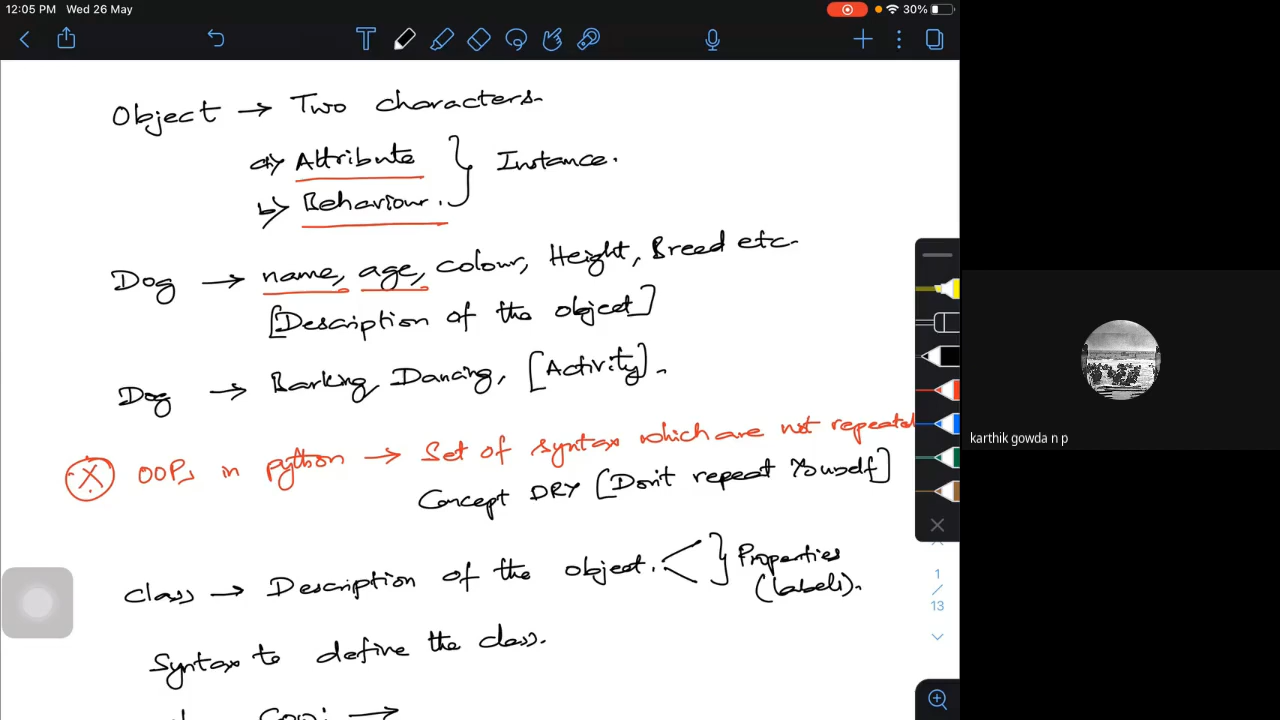 12:05 PM Wed 26 May
30%
Object → Two characters.
a) Attribute
b) Behaviour.
} Instance.
Dog → name, age, colour, Height, Breed etc.
[Description of the object]
Dog → Barking, Dancing, [Activity].
X OOPs in python → Set of syntax which are not repeated
Concept DRY [Don't repeat Yourself]
class → Description of the object. < } Properties
(labels).
Syntax to define the class.
1
/
13
karthik gowda n p